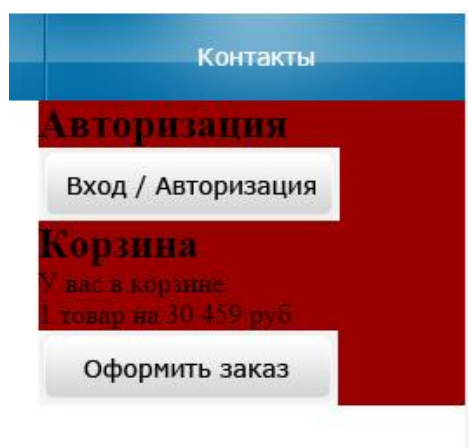 Контакты
Авторизация
Вход / Авторизация
Корзина
У вас в корзине
1 товар на 30 459 руб
Оформить заказ